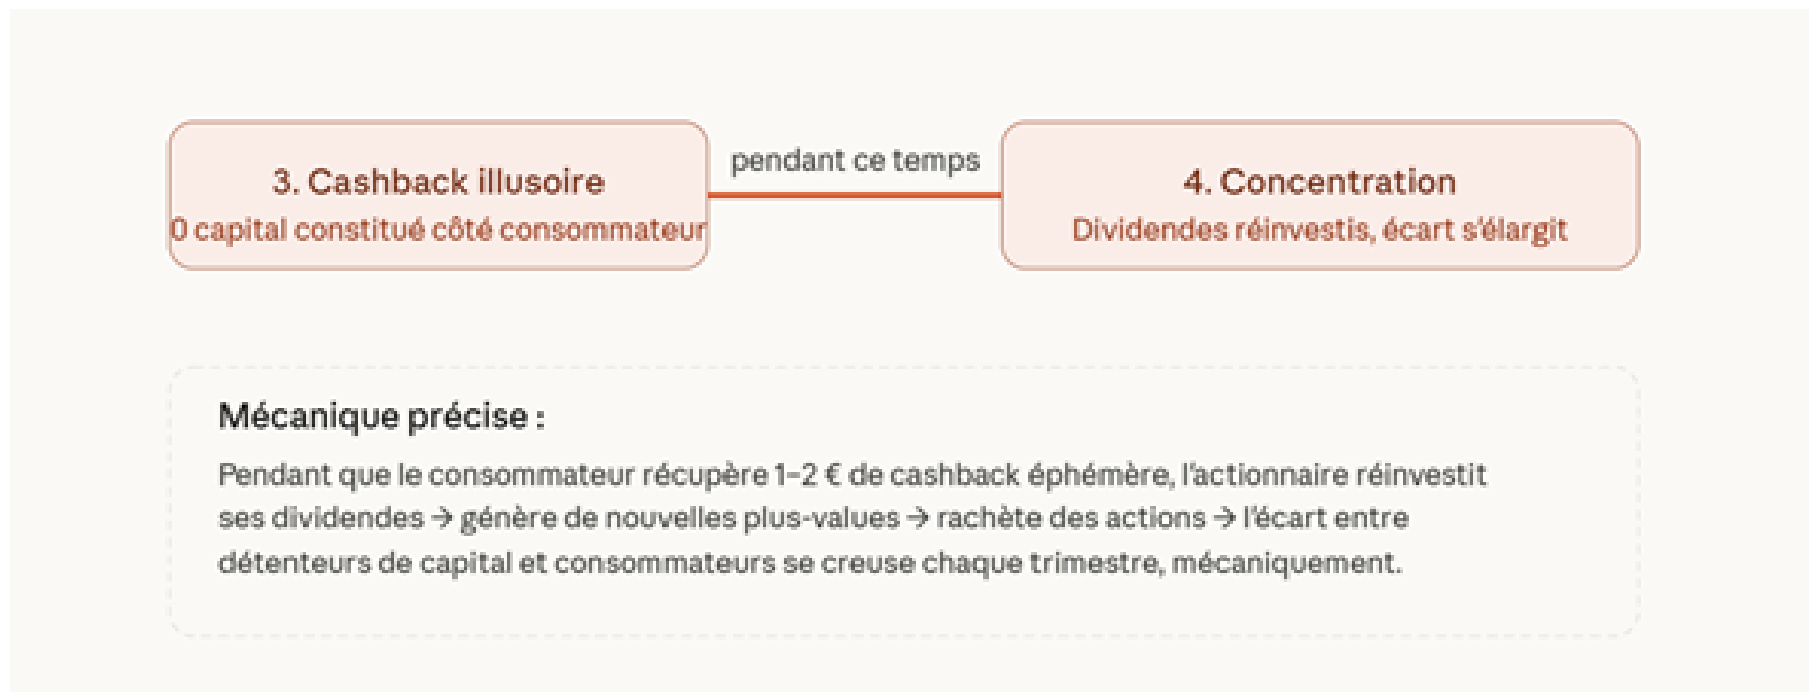 pendant ce temps
3. Cashback illusoire
0 capital constitué côté consommateur
4. Concentration
Dividendes réinvestis, écart s'élargit
Mécanique précise :
Pendant que le consommateur récupère 1–2 € de cashback éphémère, l'actionnaire réinvestit
ses dividendes → génère de nouvelles plus-values → rachète des actions → l'écart entre
détenteurs de capital et consommateurs se creuse chaque trimestre, mécaniquement.